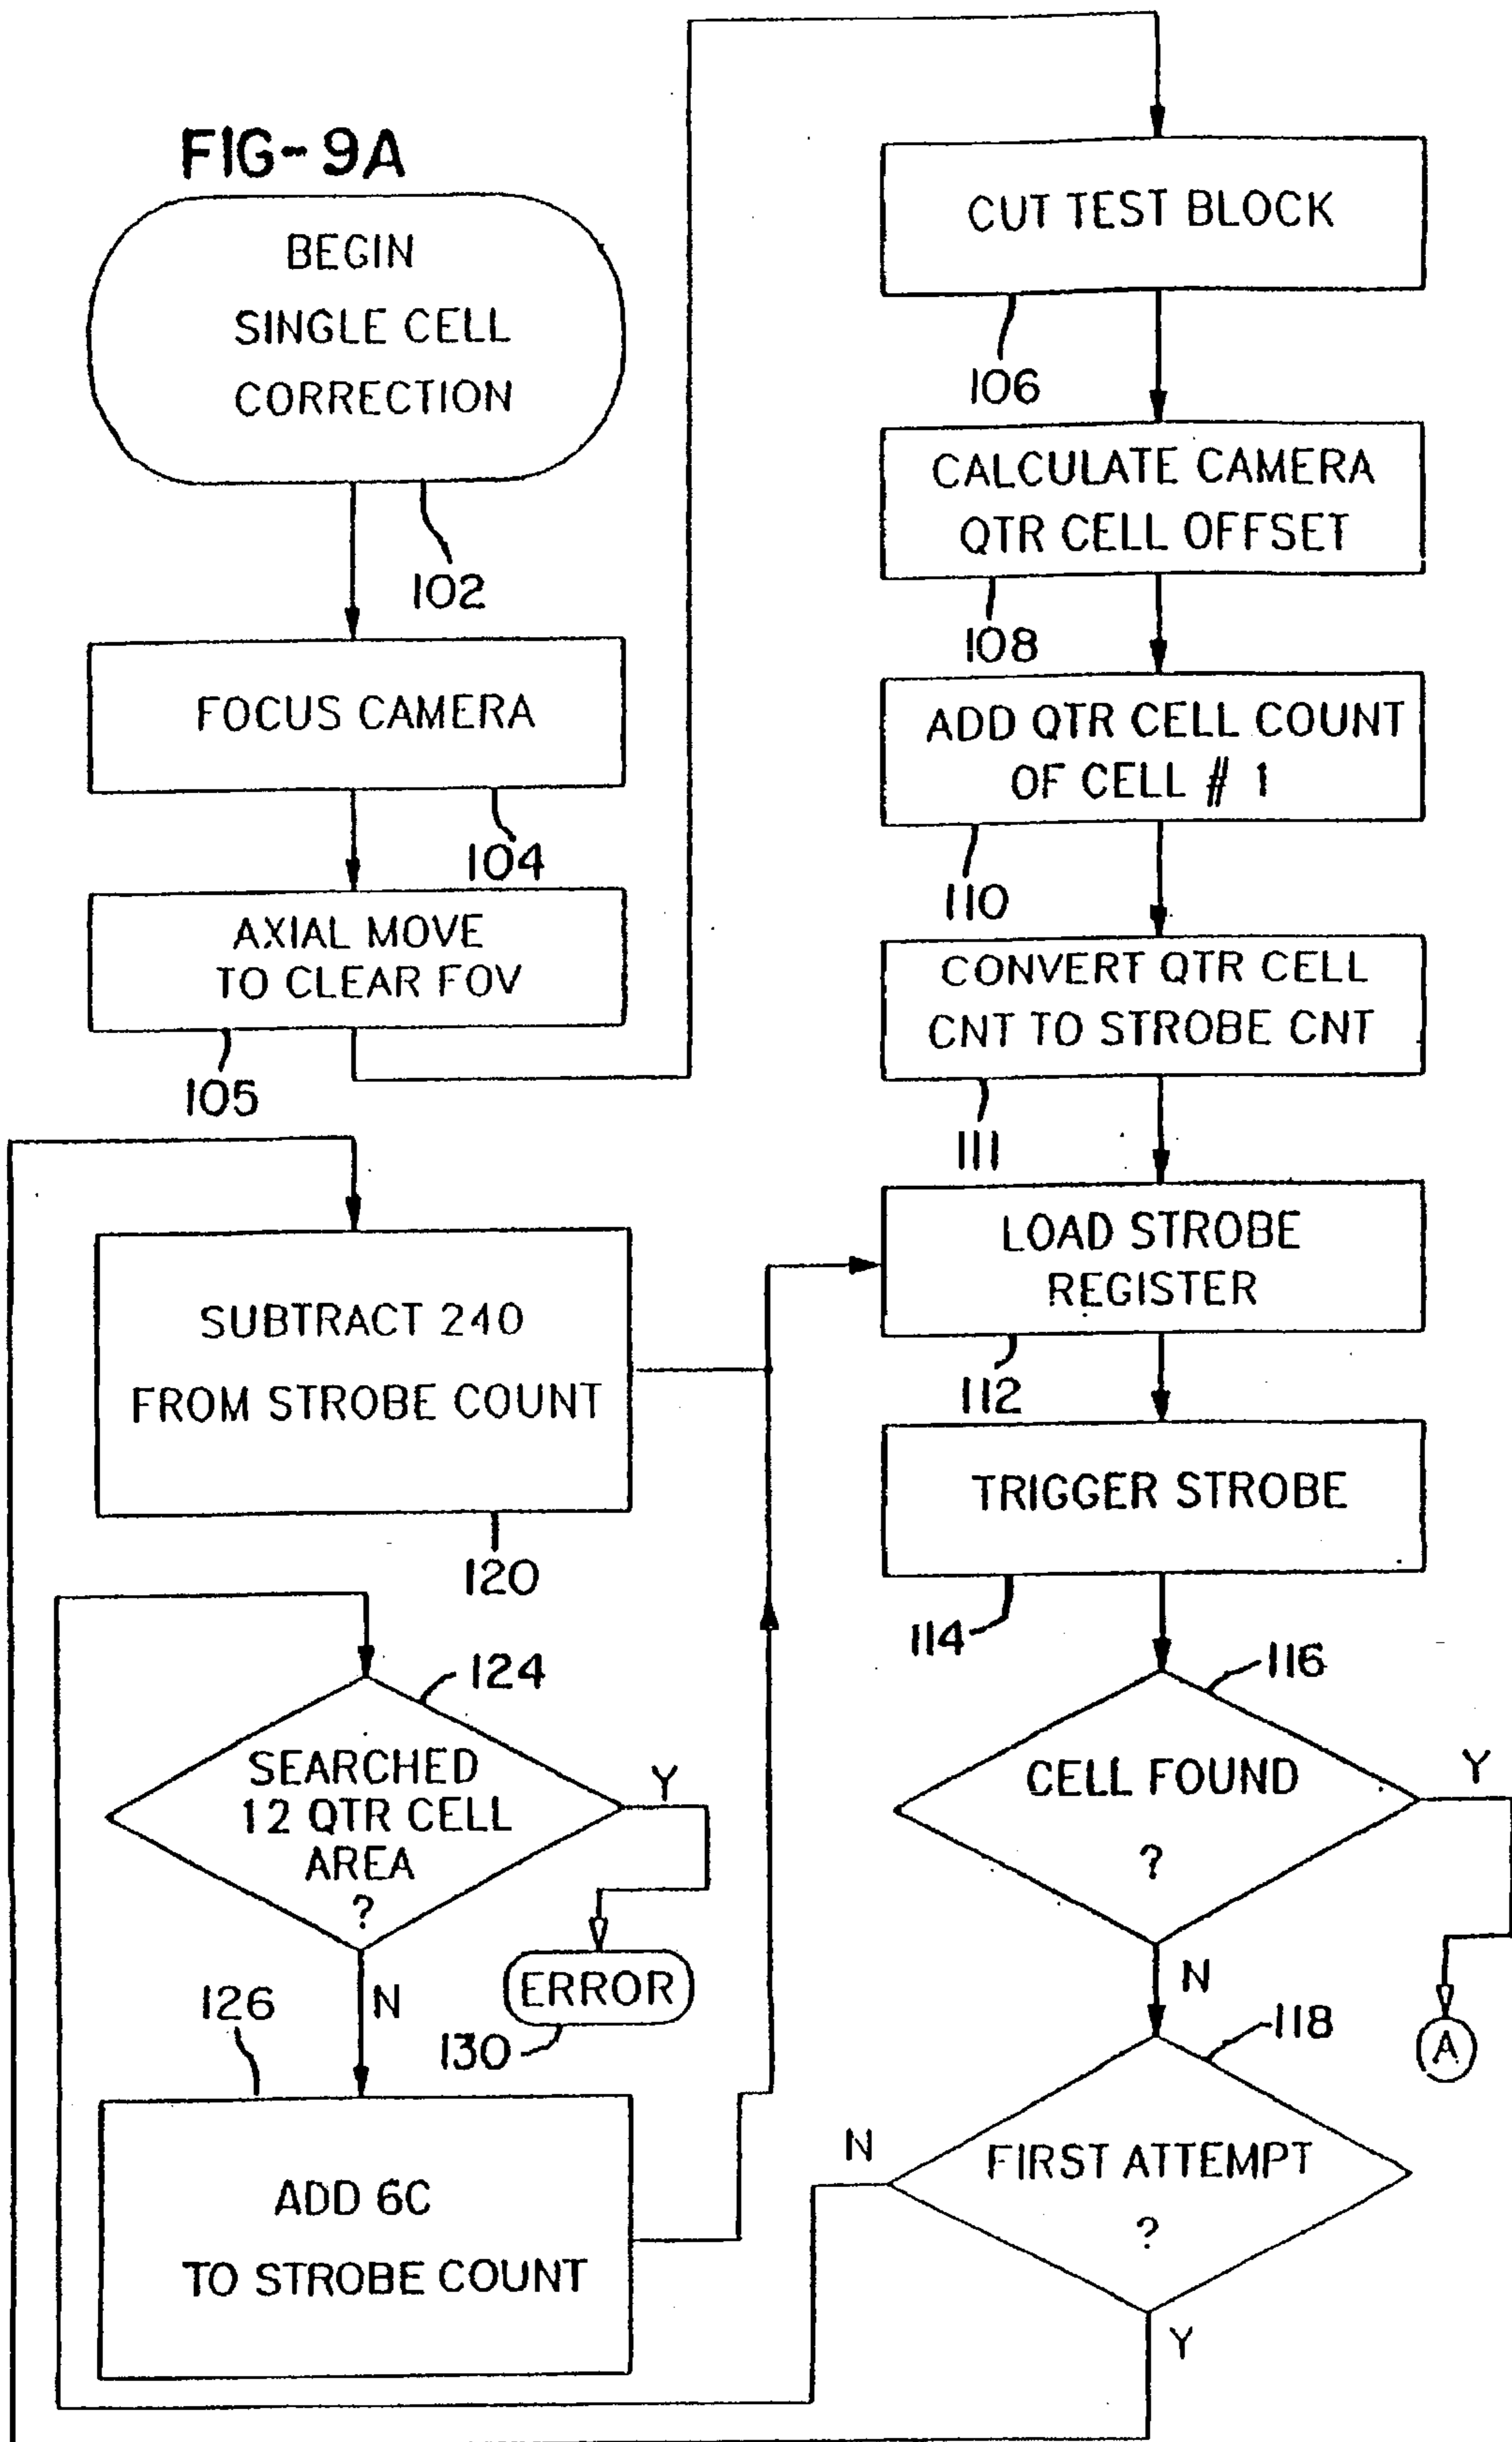 FIG-9A
BEGIN
SINGLE CELL
CORRECTION
102
FOCUS CAMERA
104
AXIAL MOVE
TO CLEAR FOV
105
CUT TEST BLOCK
106
CALCULATE CAMERA
QTR CELL OFFSET
108
ADD QTR CELL COUNT
OF CELL # 1
110
CONVERT QTR CELL
CNT TO STROBE CNT
111
LOAD STROBE
REGISTER
112
TRIGGER STROBE
114
116
CELL FOUND
?
Y
N
A
118
FIRST ATTEMPT
?
N
Y
SUBTRACT 240
FROM STROBE COUNT
120
124
SEARCHED
12 QTR CELL
AREA
?
Y
ERROR
130
N
126
ADD 6C
TO STROBE COUNT